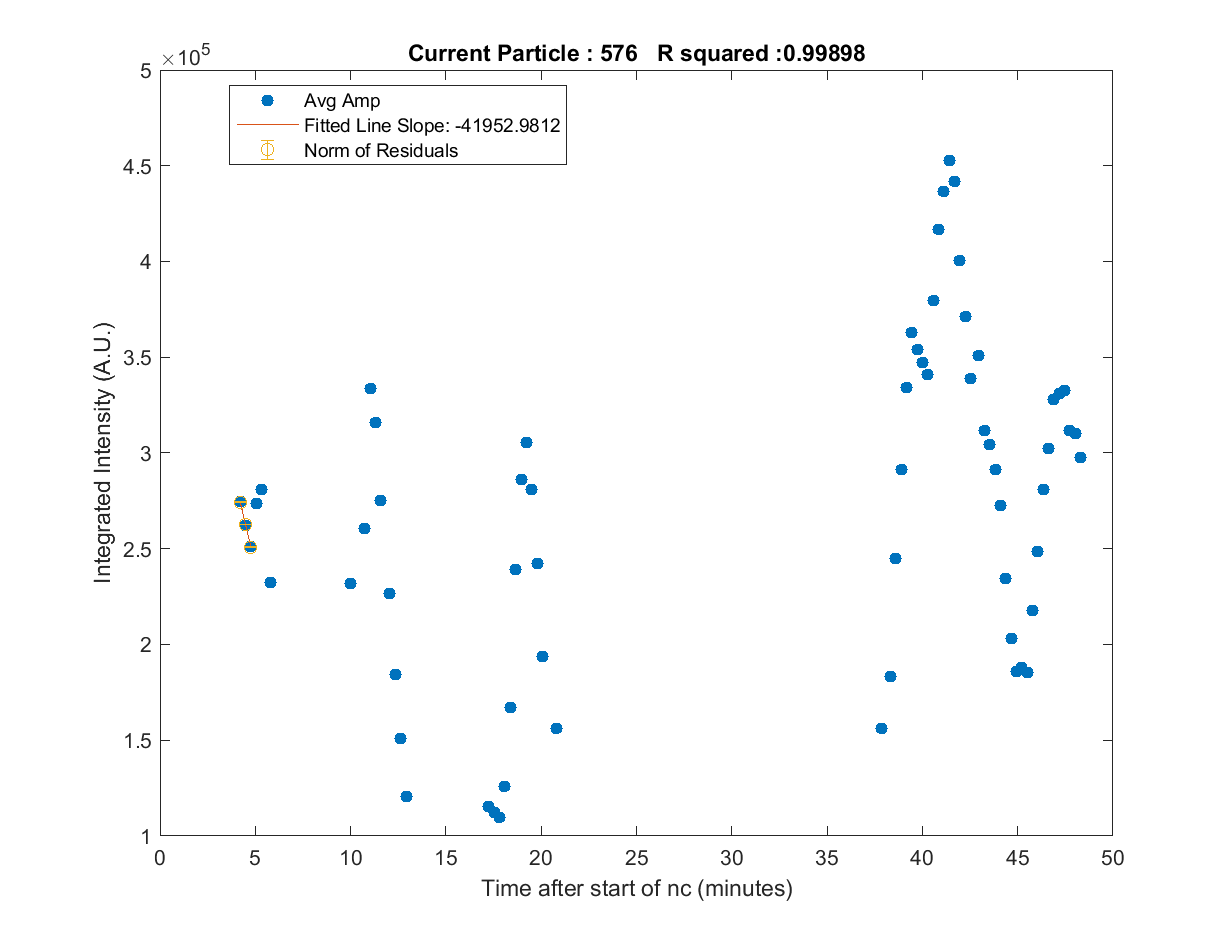 Current Particle : 576 R squared :0.99898
×10^5
Avg Amp
Fitted Line Slope: -41952.9812
Norm of Residuals
5
4.5
4
3.5
3
2.5
2
1.5
1
Integrated Intensity (A.U.)
0 5 10 15 20 25 30 35 40 45 50
Time after start of nc (minutes)